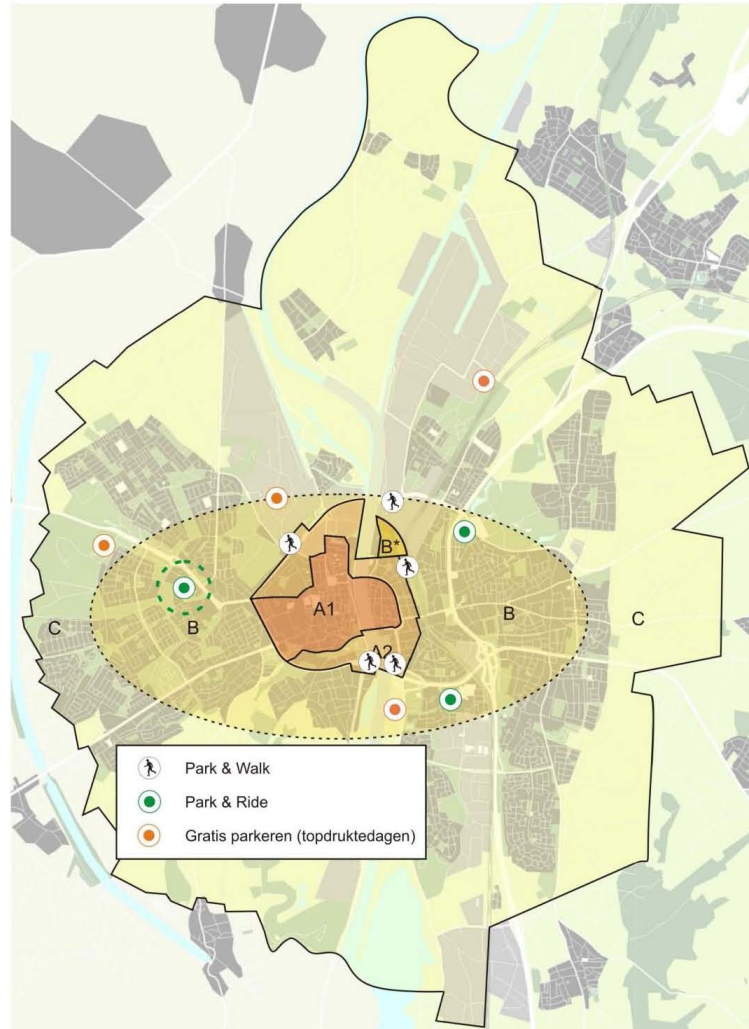 B*
A1
C
B
B
C
A2
Park & Walk
Park & Ride
Gratis parkeren (topdruktedagen)